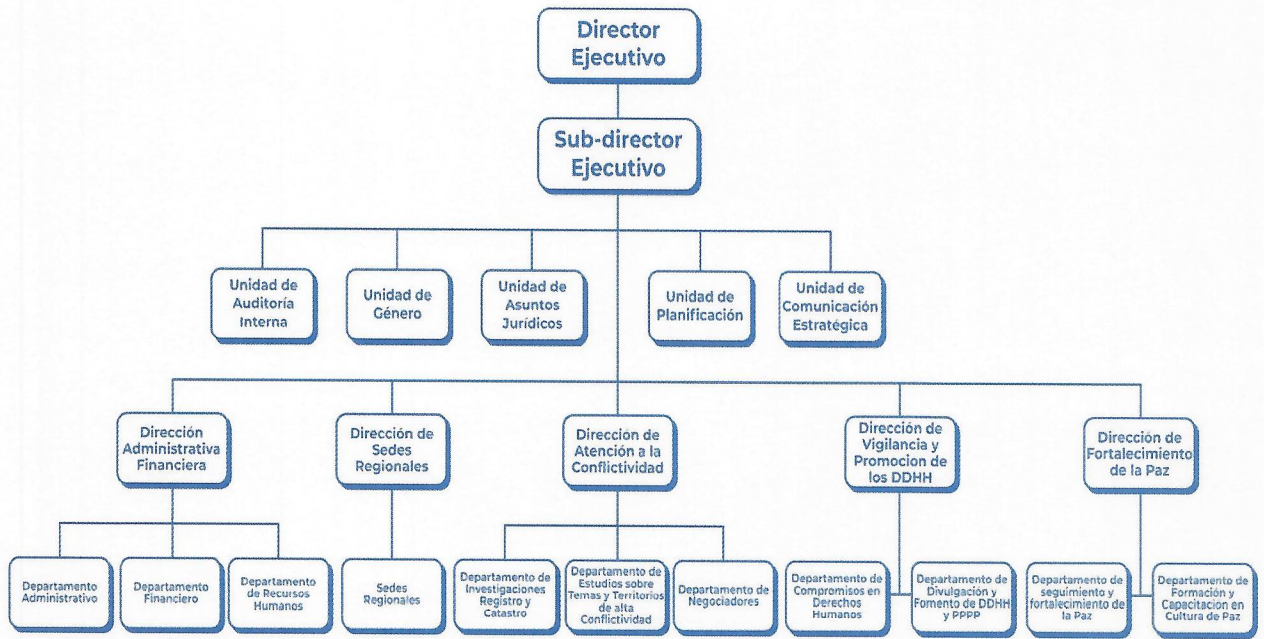 Director
Ejecutivo
Sub-director
Ejecutivo
Unidad de
Auditoría
Interna
Unidad de
Género
Unidad de
Asuntos
Jurídicos
Unidad de
Planificación
Unidad de
Comunicación
Estratégica
Dirección
Administrativa
Financiera
Dirección de
Sedes
Regionales
Dirección de
Atención a la
Conflictividad
Dirección de
Vigilancia y
Promocion de
los DDHH
Dirección de
Fortalecimiento
de la Paz
Departamento
Administrativo
Departamento
Financiero
Departamento
de Recursos
Humanos
Sedes
Regionales
Departamento de
Investigaciones
Registro y
Catastro
Departamento de
Estudios sobre
Temas y Territorios
de alta
Conflictividad
Departamento de
Negociadores
Departamento de
Compromisos en
Derechos
Humanos
Departamento de
Divulgación y
Fomento de DDHH
y PPPP
Departamento de
seguimiento y
fortalecimiento de
la Paz
Departamento de
Formación y
Capacitacion en
Cultura de Paz